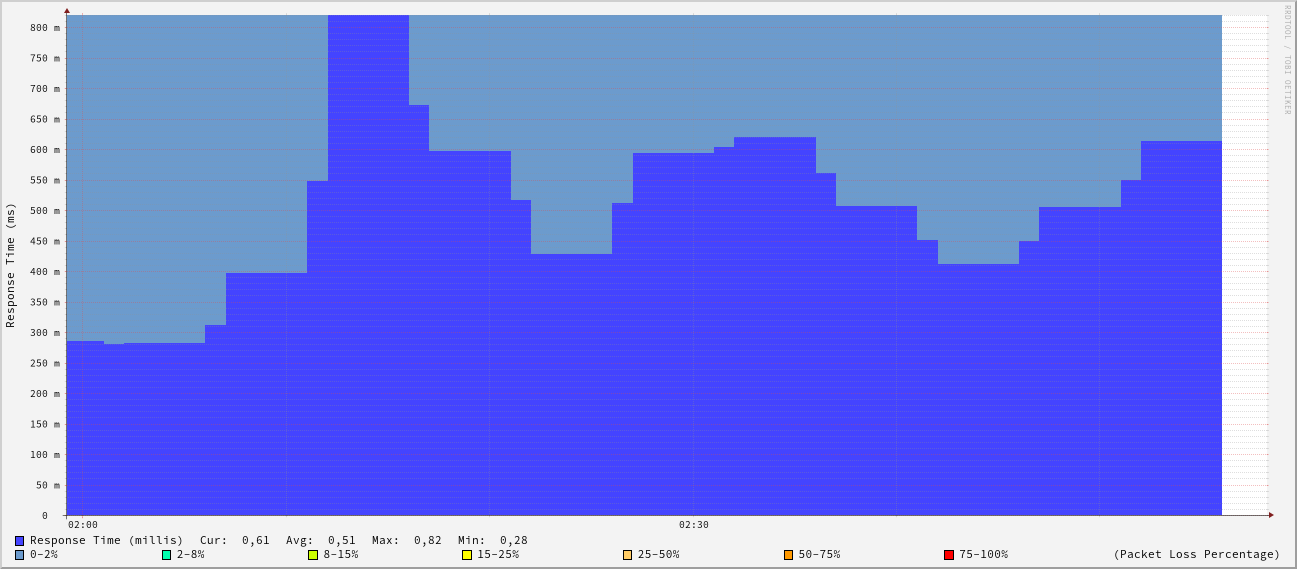 RRDTOOL / TOBI OETIKER
Response Time (ms)
800 m
750 m
700 m
650 m
600 m
550 m
500 m
450 m
400 m
350 m
300 m
250 m
200 m
150 m
100 m
50 m
0
02:00 02:30
Response Time (millis) Cur: 0,61 Avg: 0,51 Max: 0,82 Min: 0,28
0-2% 2-8% 8-15% 15-25% 25-50% 50-75% 75-100% (Packet Loss Percentage)